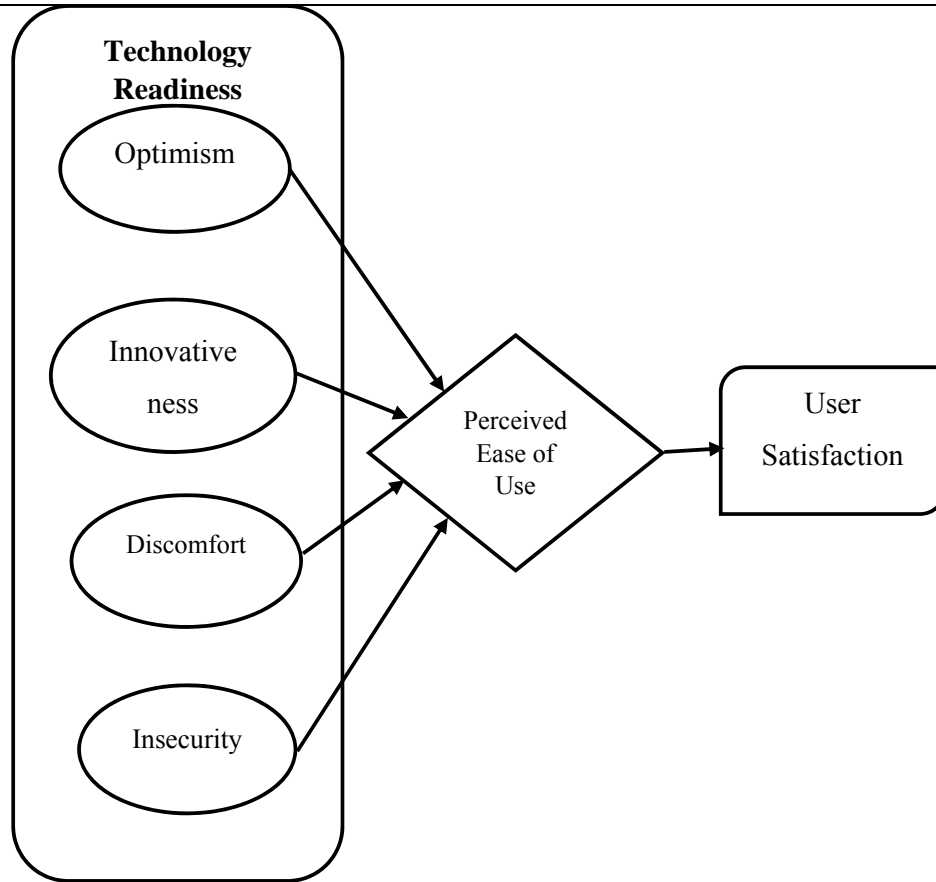 Technology
Readiness
Optimism
Innovative
ness
Discomfort
Insecurity
Perceived
Ease of
Use
User
Satisfaction